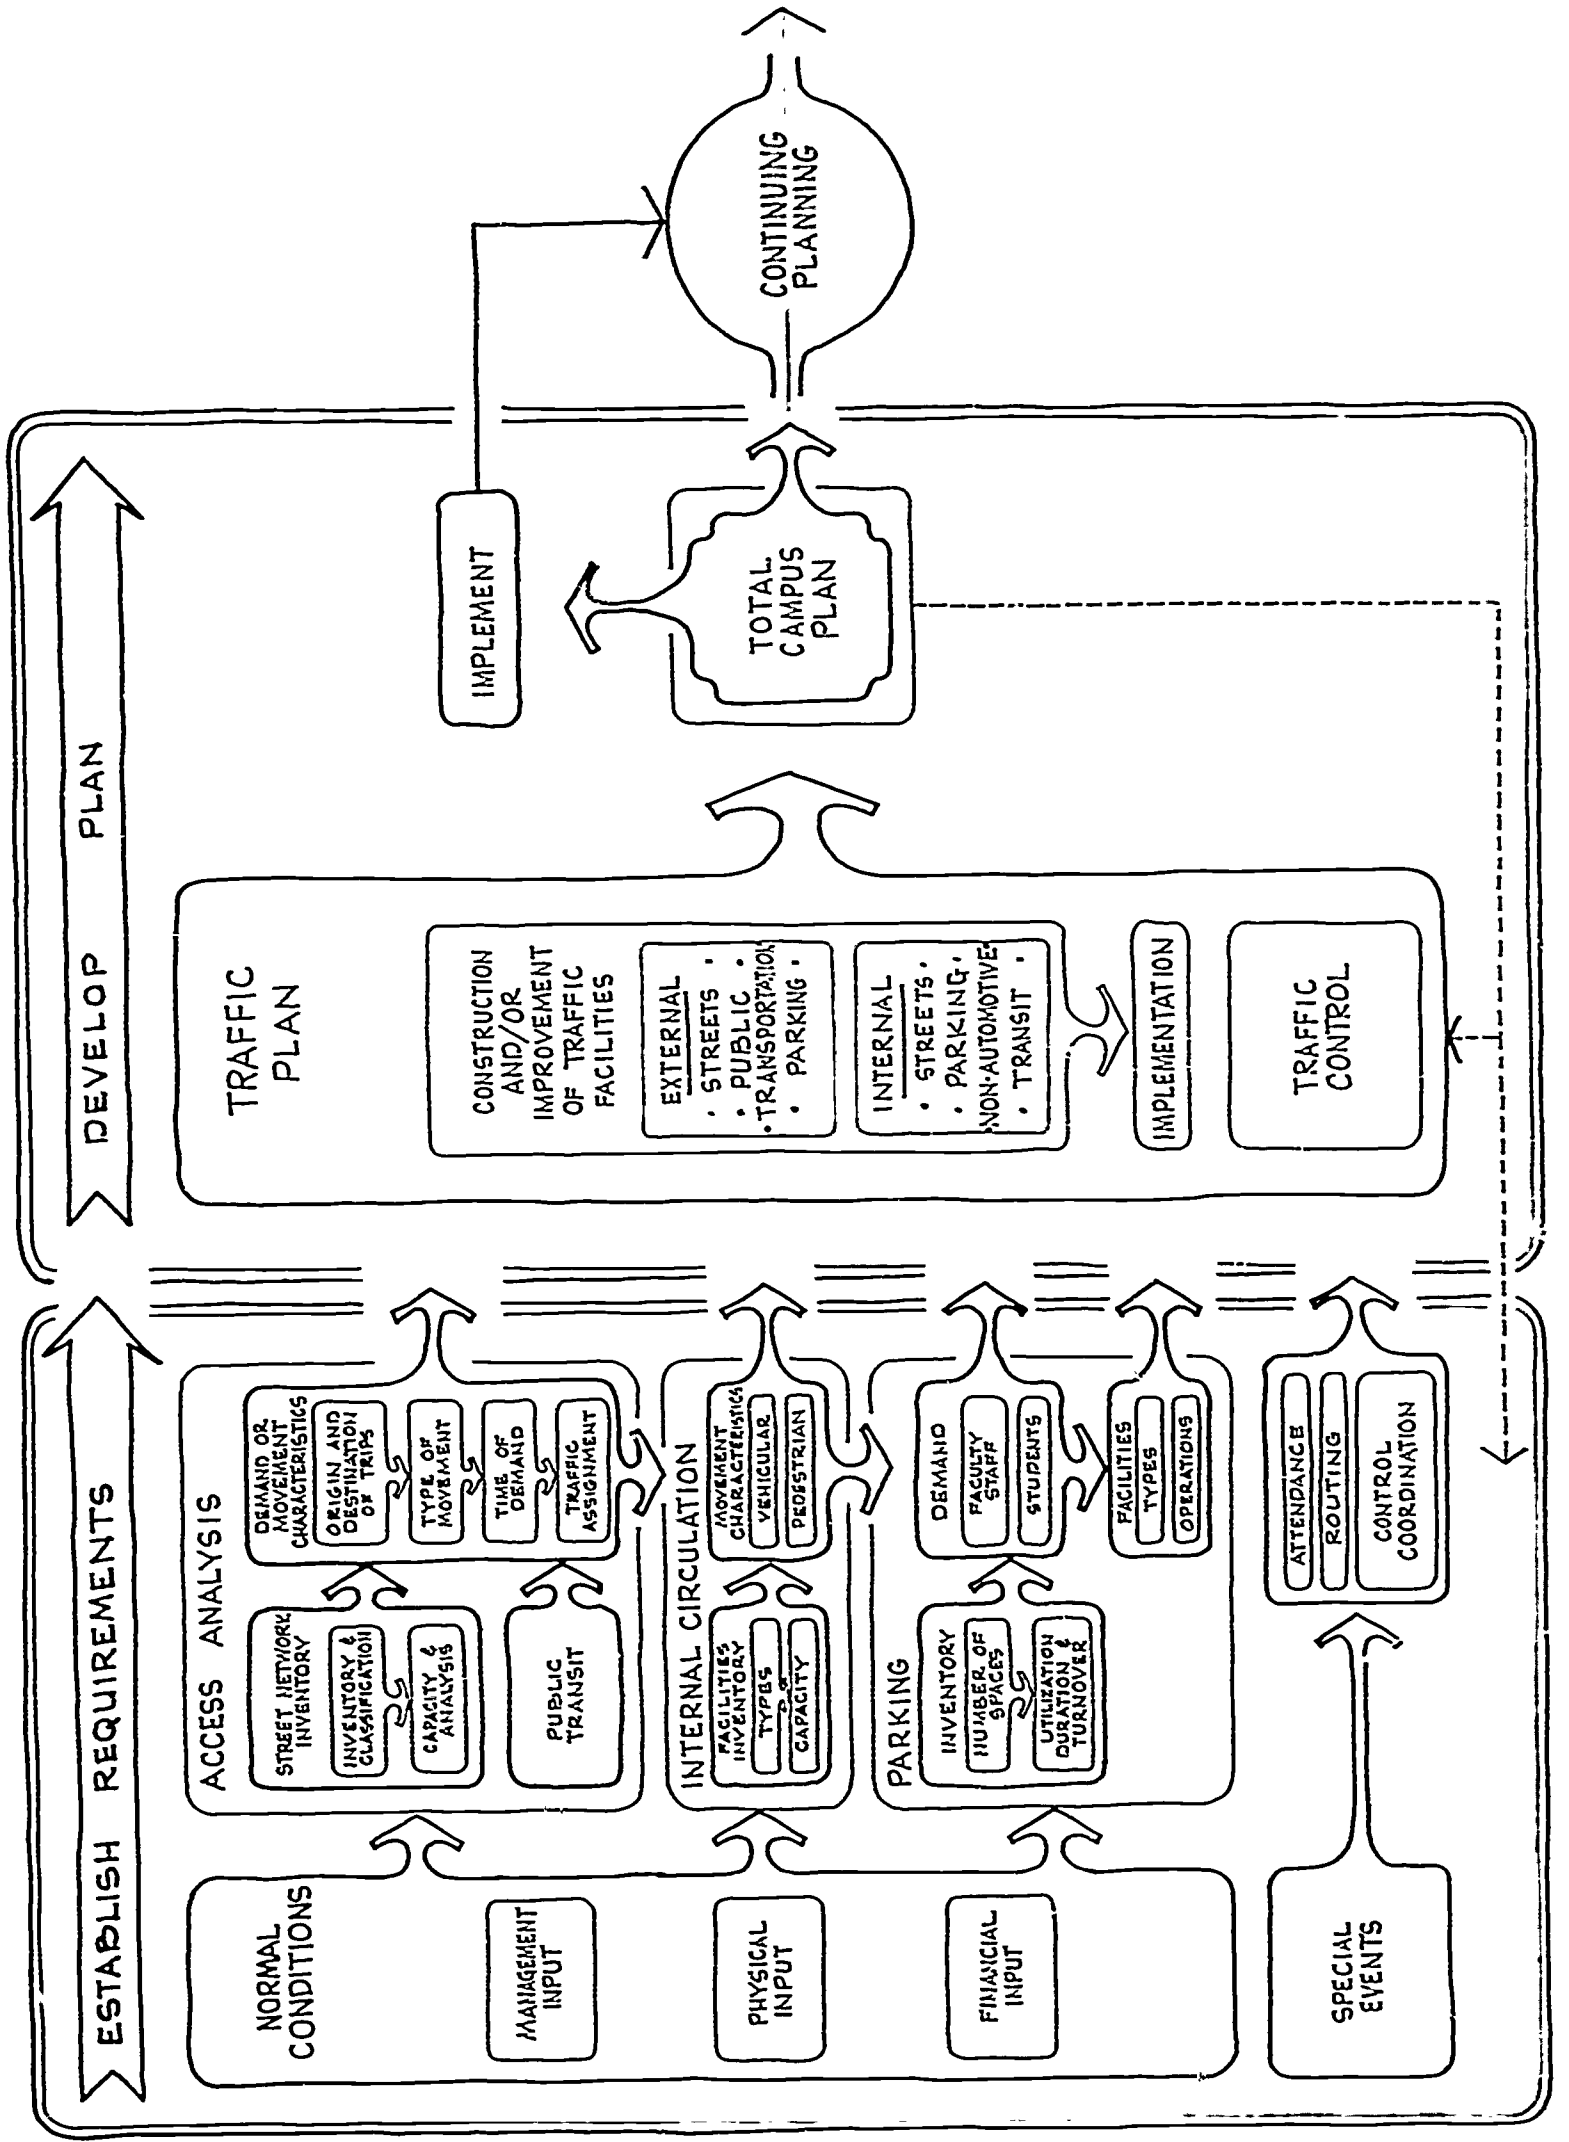 ESTABLISH REQUIREMENTS
NORMAL
CONDITIONS
MANAGEMENT
INPUT
PHYSICAL
INPUT
FINANCIAL
INPUT
SPECIAL
EVENTS
ACCESS ANALYSIS
STREET NETWORK
INVENTORY
INVENTORY &
CLASSIFICATION
CAPACITY &
ANALYSIS
PUBLIC
TRANSIT
DEMAND OR
MOVEMENT
CHARACTERISTICS
ORIGIN AND
DESTINATION
OF TRIPS
TYPE OF
MOVEMENT
TIME OF
DEMAND
TRAFFIC
ASSIGNMENT
INTERNAL CIRCULATION
FACILITIES
INVENTORY
TYPES
CAPACITY
MOVEMENT
CHARACTERISTICS
VEHICULAR
PEDESTRIAN
PARKING
INVENTORY
NUMBER OF
SPACES
UTILIZATION
DURATION &
TURNOVER
DEMAND
FACULTY
STAFF
STUDENTS
FACILITIES
TYPES
OPERATIONS
ATTENDANCE
ROUTING
CONTROL
COORDINATION
DEVELOP PLAN
TRAFFIC
PLAN
CONSTRUCTION
AND/OR
IMPROVEMENT
OF TRAFFIC
FACILITIES
EXTERNAL
• STREETS •
• PUBLIC •
• TRANSPORTATION
• PARKING •
INTERNAL
• STREETS •
• PARKING •
• NON-AUTOMOTIVE •
• TRANSIT •
IMPLEMENTATION
TRAFFIC
CONTROL
IMPLEMENT
TOTAL
CAMPUS
PLAN
CONTINUING
PLANNING